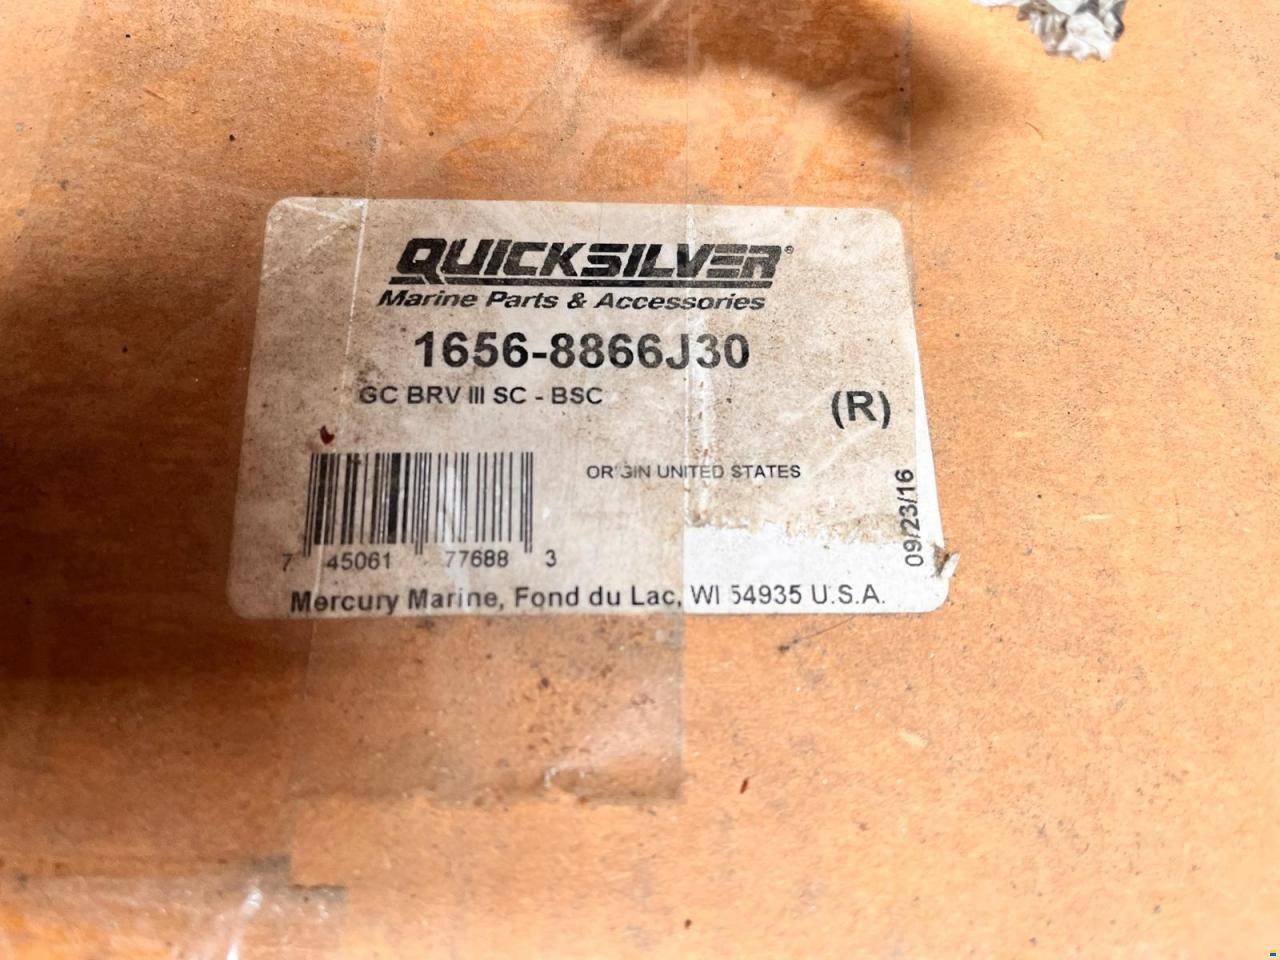 QUICKSILVER®
Marine Parts & Accessories
1656-8866J30
GC BRV III SC - BSC
(R)
ORIGIN UNITED STATES
09/23/16
7 45061 77688 3
Mercury Marine, Fond du Lac, WI 54935 U.S.A.